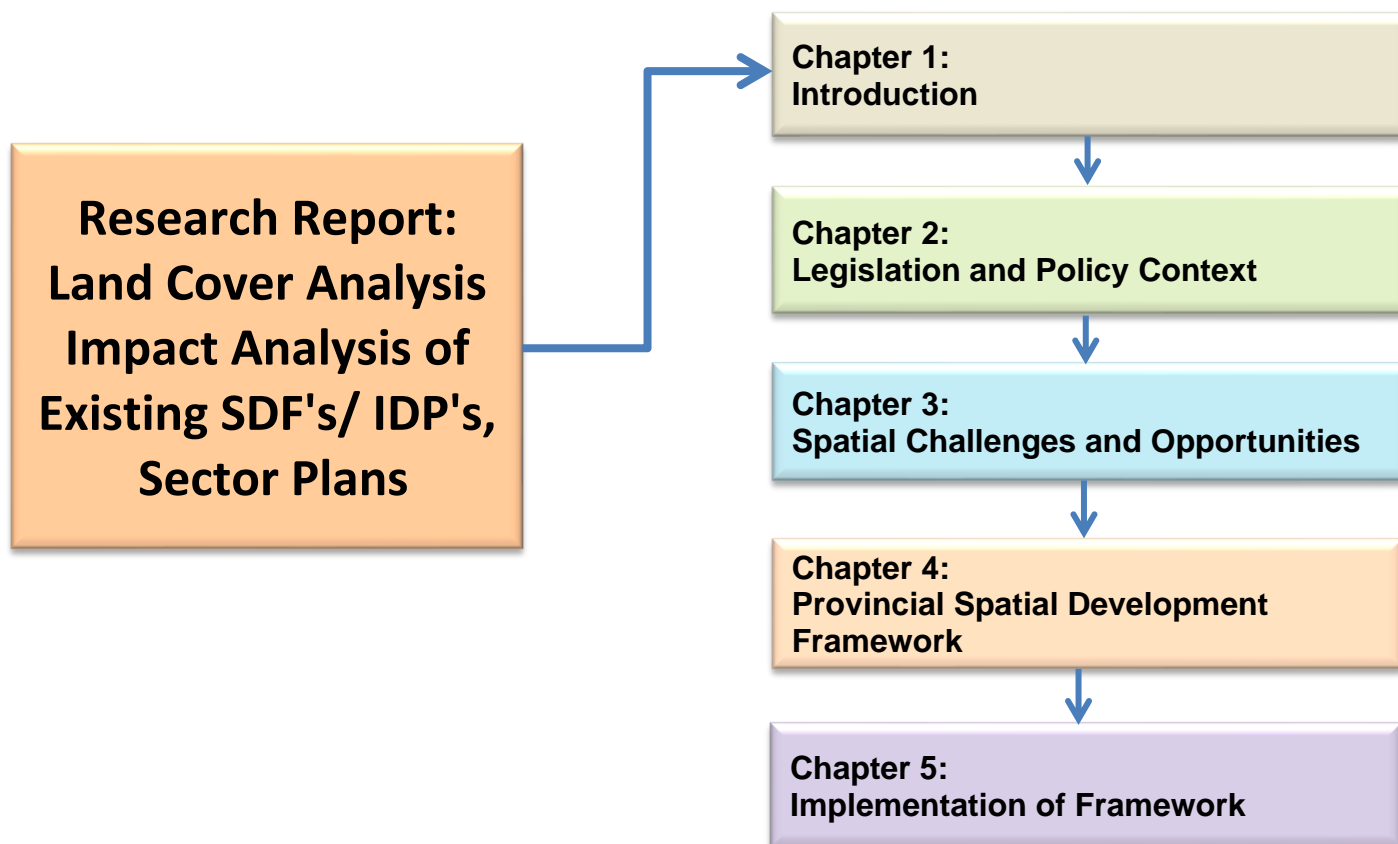 Research Report:
Land Cover Analysis
Impact Analysis of
Existing SDF's/ IDP's,
Sector Plans
Chapter 1:
Introduction
Chapter 2:
Legislation and Policy Context
Chapter 3:
Spatial Challenges and Opportunities
Chapter 4:
Provincial Spatial Development
Framework
Chapter 5:
Implementation of Framework